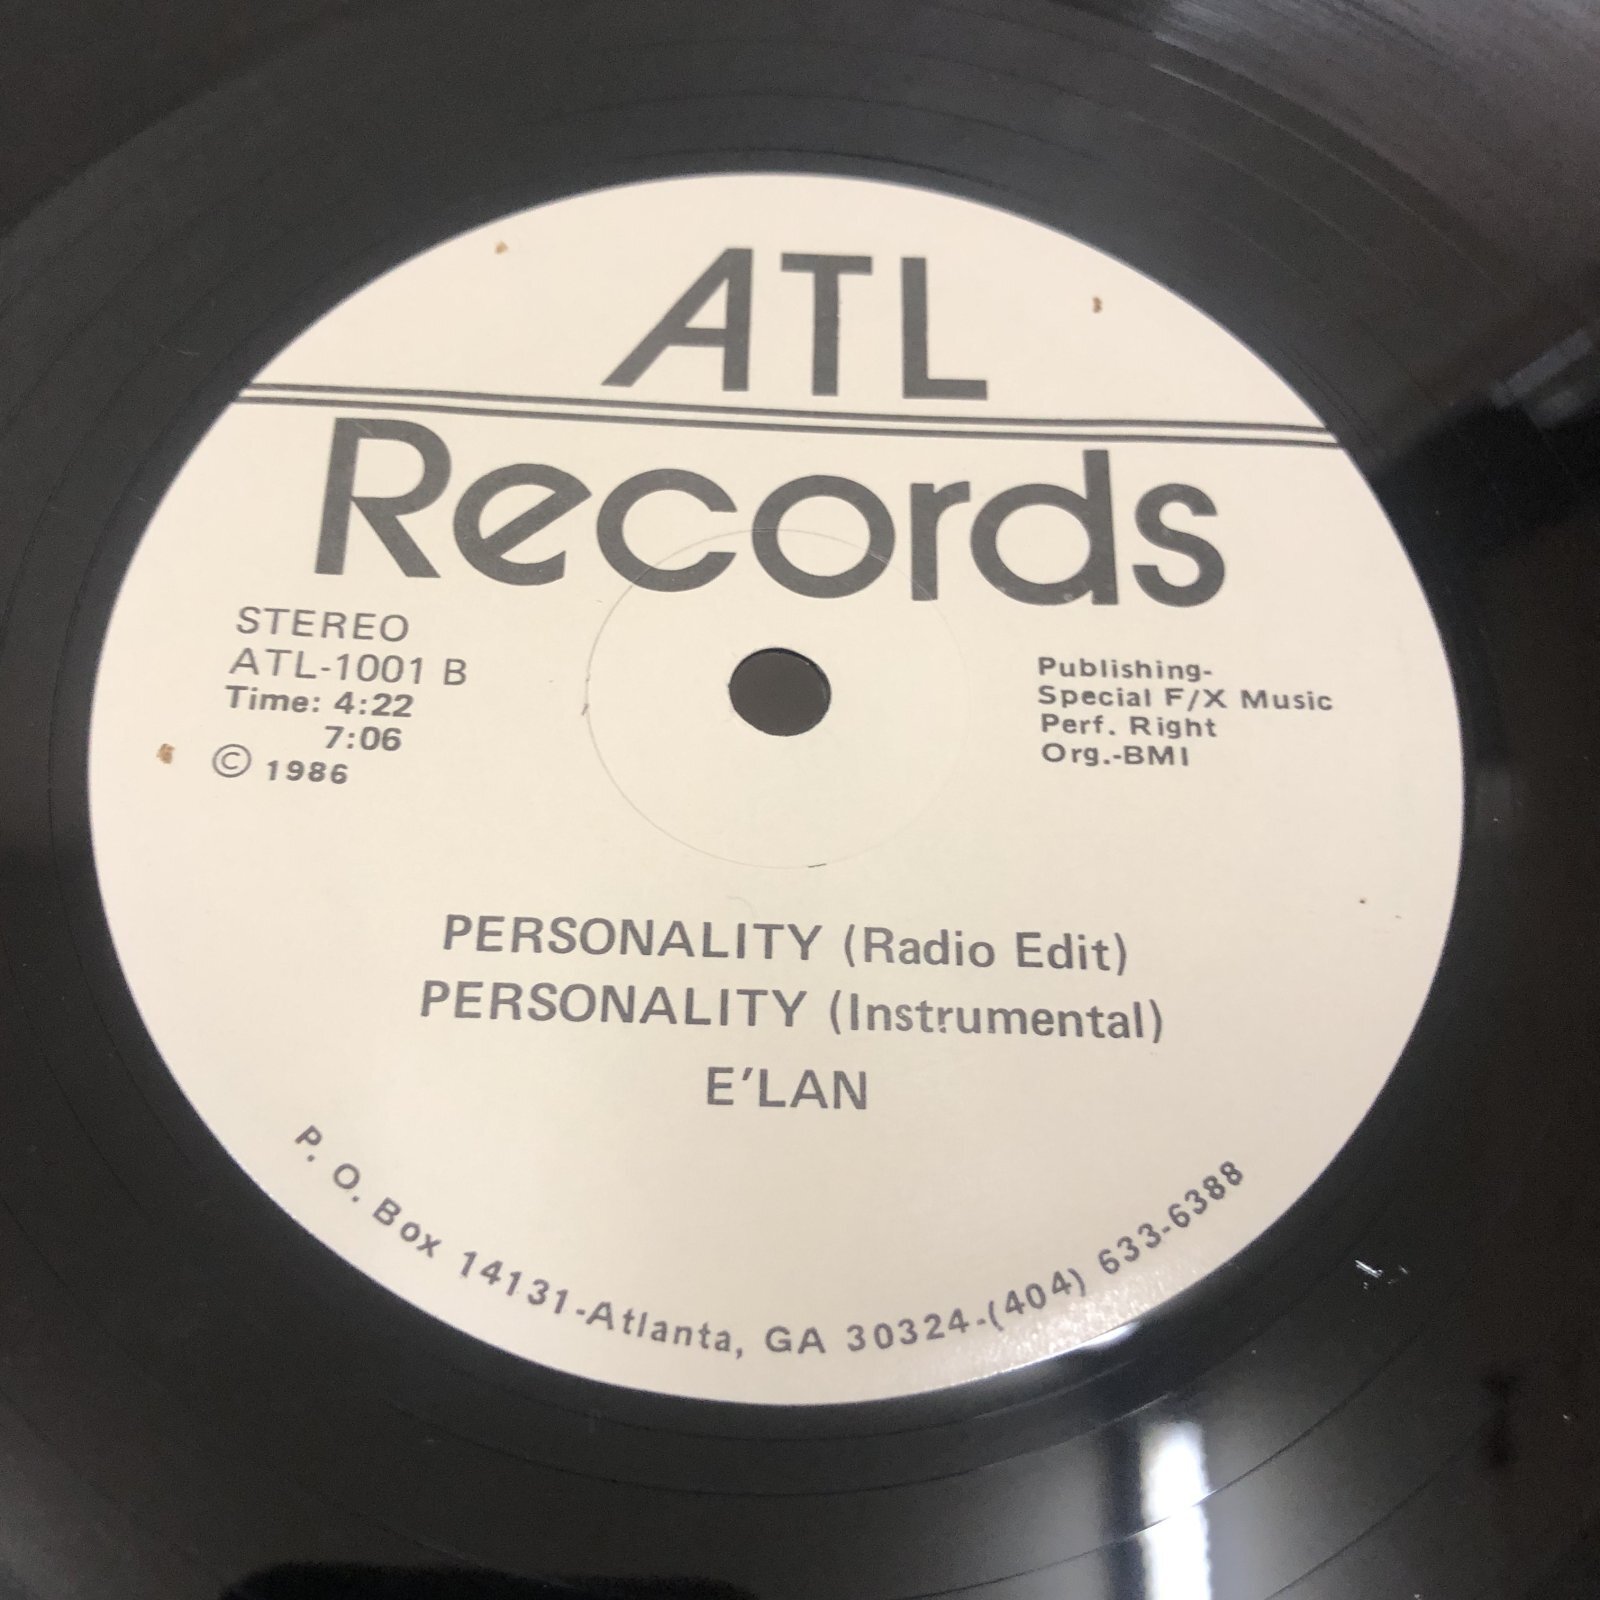 ATL
Records
STEREO
ATL-1001 B
Time: 4:22
7:06
© 1986
Publishing-
Special F/X Music
Perf. Right
Org.-BMI
PERSONALITY (Radio Edit)
PERSONALITY (Instrumental)
E'LAN
P. O. Box 14131-Atlanta, GA 30324-(404) 633-6388